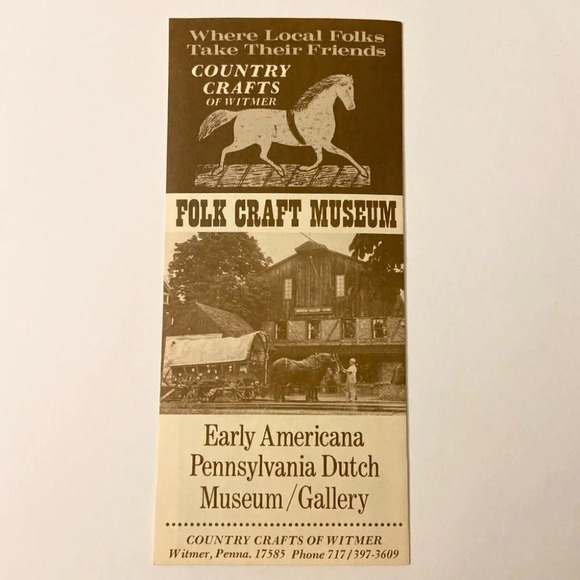 Where Local Folks
Take Their Friends
COUNTRY
CRAFTS
OF WITMER
FOLK CRAFT MUSEUM
Early Americana
Pennsylvania Dutch
Museum/Gallery
COUNTRY CRAFTS OF WITMER
Witmer, Penna. 17585 Phone 717/397-3609